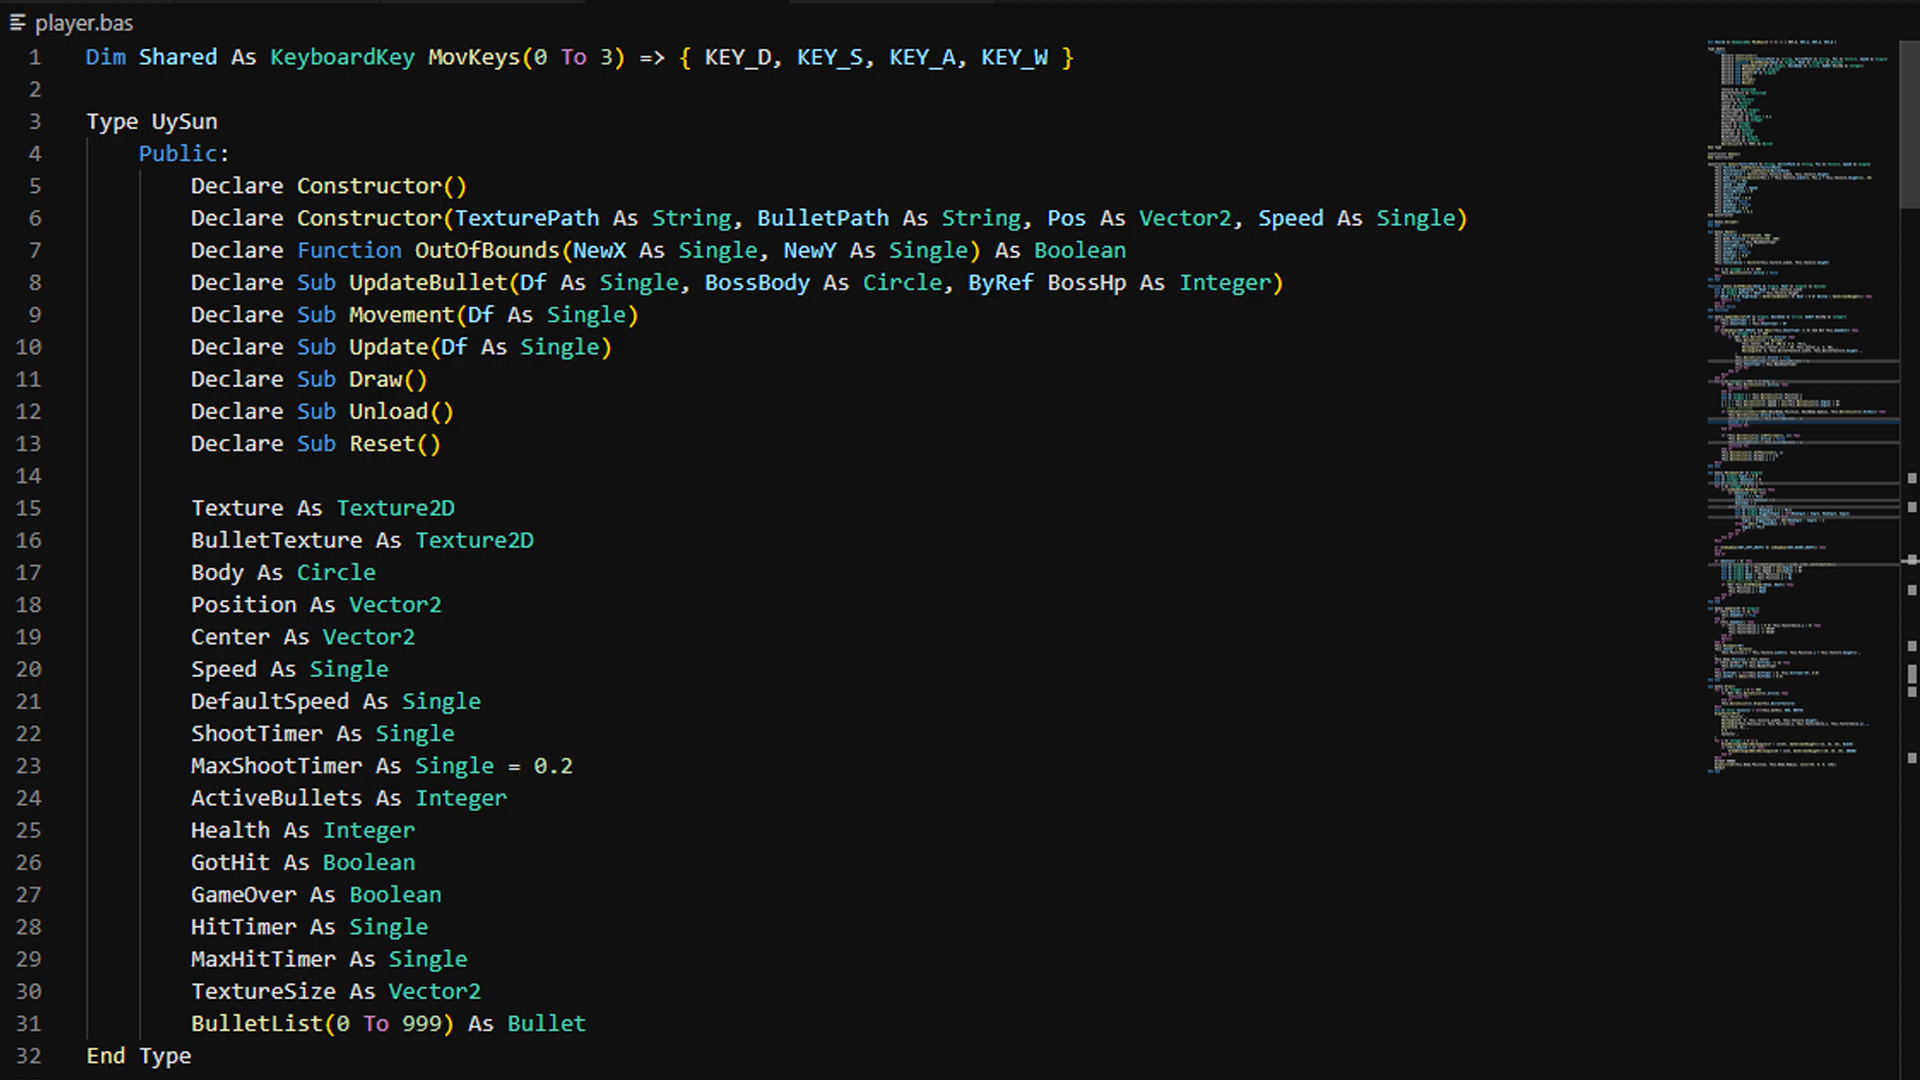 player.bas
1 Dim Shared As KeyboardKey MovKeys(0 To 3) => { KEY_D, KEY_S, KEY_A, KEY_W }
2
3 Type UySun
4 Public:
5 Declare Constructor()
6 Declare Constructor(TexturePath As String, BulletPath As String, Pos As Vector2, Speed As Single)
7 Declare Function OutOfBounds(NewX As Single, NewY As Single) As Boolean
8 Declare Sub UpdateBullet(Df As Single, BossBody As Circle, ByRef BossHp As Integer)
9 Declare Sub Movement(Df As Single)
10 Declare Sub Update(Df As Single)
11 Declare Sub Draw()
12 Declare Sub Unload()
13 Declare Sub Reset()
14
15 Texture As Texture2D
16 BulletTexture As Texture2D
17 Body As Circle
18 Position As Vector2
19 Center As Vector2
20 Speed As Single
21 DefaultSpeed As Single
22 ShootTimer As Single
23 MaxShootTimer As Single = 0.2
24 ActiveBullets As Integer
25 Health As Integer
26 GotHit As Boolean
27 GameOver As Boolean
28 HitTimer As Single
29 MaxHitTimer As Single
30 TextureSize As Vector2
31 BulletList(0 To 999) As Bullet
32 End Type